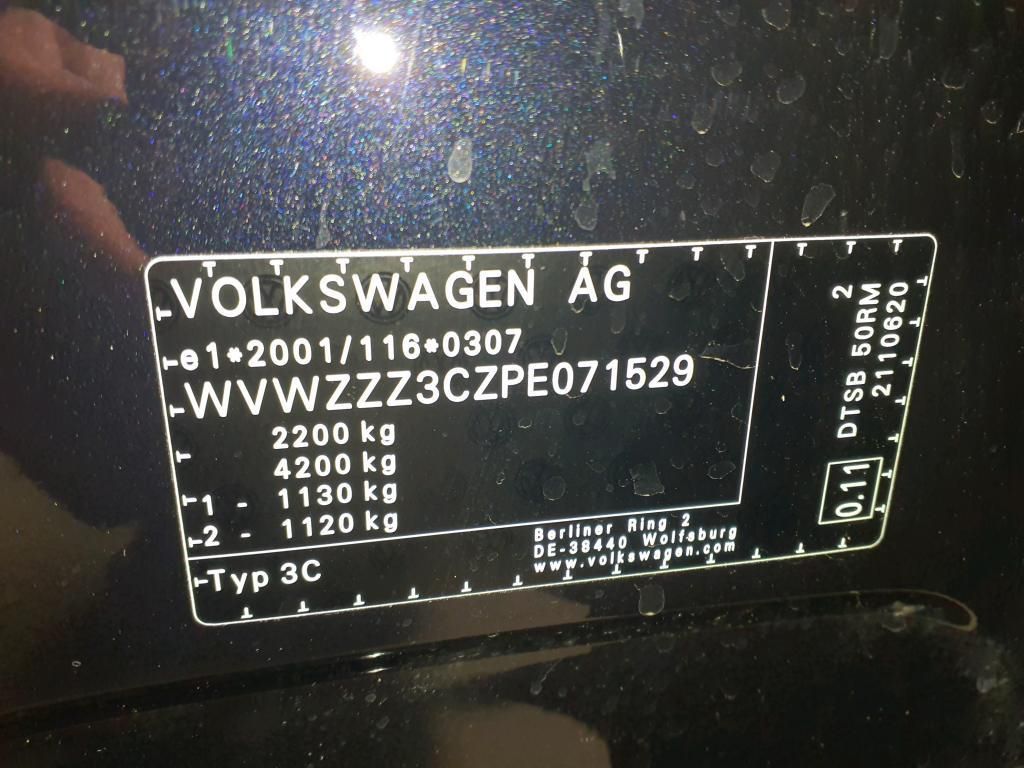 VOLKSWAGEN AG
e1*2001/116*0307
WVWZZZ3CZPE071529
2200 kg
4200 kg
1 - 1130 kg
2 - 1120 kg
Typ 3C
Berliner Ring 2
DE-38440 Wolfsburg
www.volkswagen.com
0.11
DTSB 50RM 2
2110620